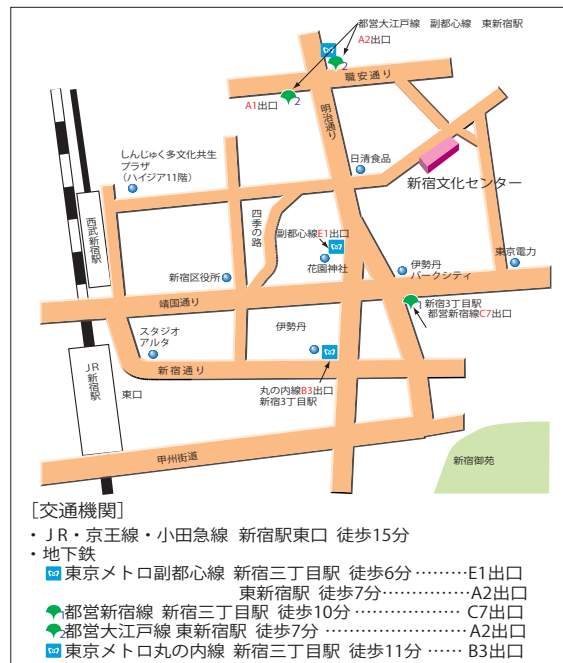 都営大江戸線 副都心線 東新宿駅
A2出口
2
職安通り
A1出口
2
明治通り
日清食品
新宿文化センター
しんじゅく多文化共生
プラザ
(ハイジア11階)
西武新宿駅
四季の路
副都心線E1出口
花園神社
新宿区役所
伊勢丹
パークシティ
東京電力
靖国通り
1
新宿3丁目駅
都営新宿線C7出口
スタジオ
アルタ
伊勢丹
JR新宿駅
東口
新宿通り
丸の内線B3出口
新宿3丁目駅
甲州街道
新宿御苑
[交通機関]
・JR・京王線・小田急線 新宿駅東口 徒歩15分
・地下鉄
東京メトロ副都心線 新宿三丁目駅 徒歩6分 ………E1出口
東新宿駅 徒歩7分……………A2出口
1都営新宿線 新宿三丁目駅 徒歩10分 ……………… C7出口
2都営大江戸線 東新宿駅 徒歩7分 ……………………A2出口
東京メトロ丸の内線 新宿三丁目駅 徒歩11分 …… B3出口